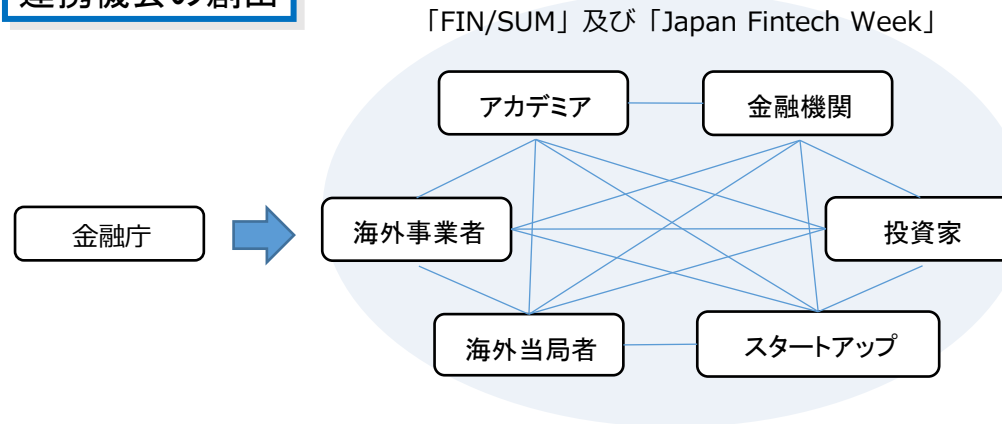 連携機会の創出
「FIN/SUM」及び「Japan Fintech Week」
アカデミア
金融機関
金融庁
海外事業者
投資家
海外当局者
スタートアップ